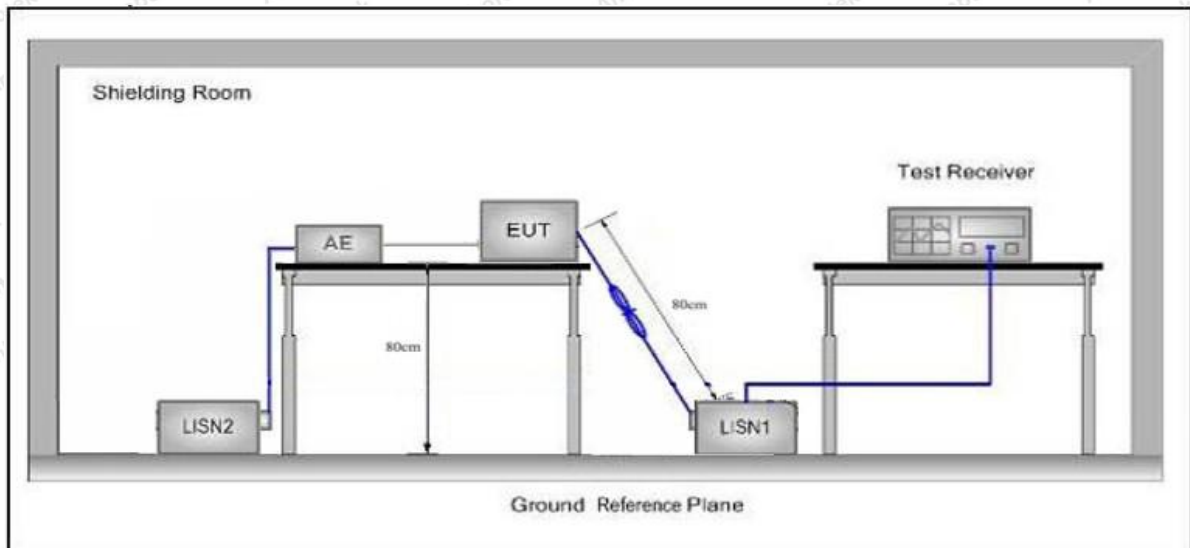 Shielding Room
Test Receiver
AE
EUT
80cm
80cm
LISN2
LISN1
Ground Reference Plane